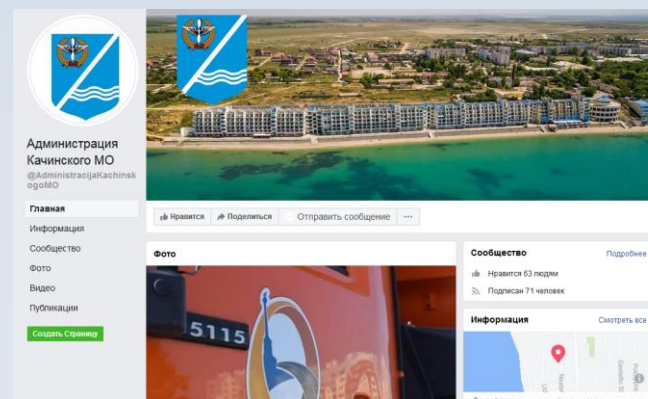 Администрация
Качинского МО
@AdministracijaKachinsk
ogoMO
Главная
Информация
Сообщество
Фото
Видео
Публикации
Создать Страницу
Нравится Поделиться Отправить сообщение
Фото
5115
Сообщество Подробнее
Нравится 63 людям
Подписан 71 человек
Информация Смотреть все